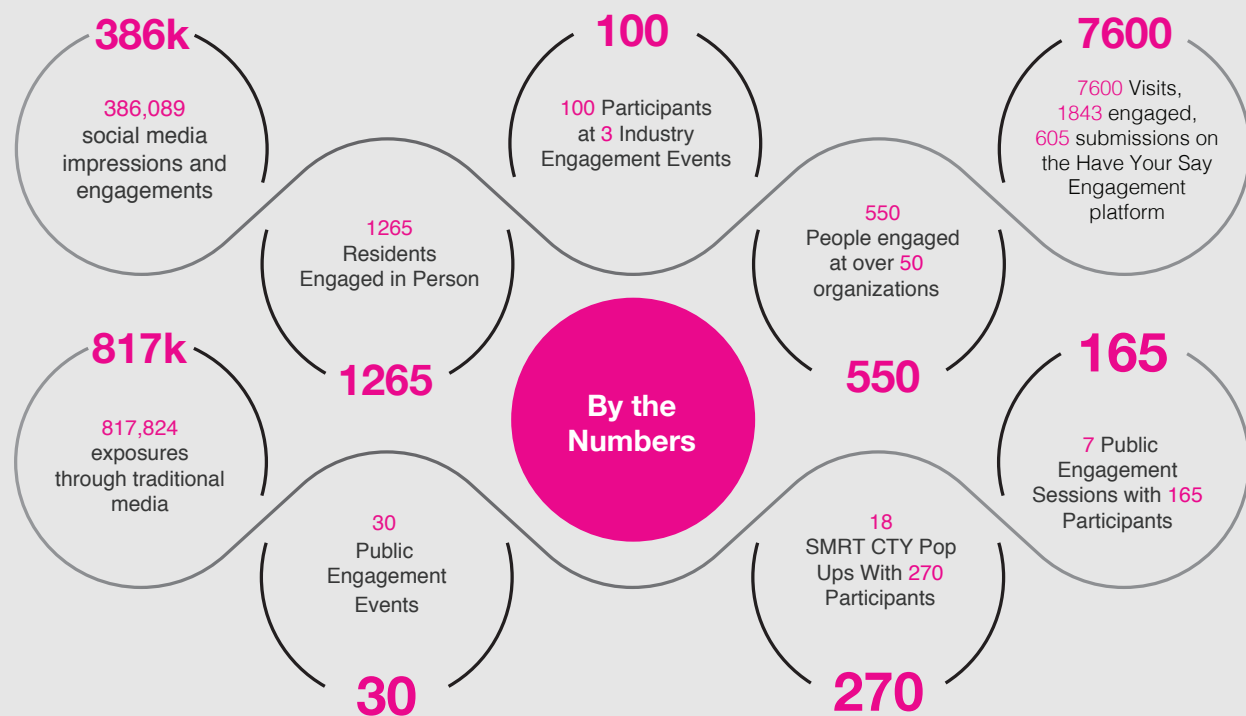 386k
386,089
social media
impressions and
engagements
1265
Residents
Engaged in Person
1265
100
100 Participants
at 3 Industry
Engagement Events
550
People engaged
at over 50
organizations
550
7600
7600 Visits,
1843 engaged,
605 submissions on
the Have Your Say
Engagement
platform
By the
Numbers
817k
817,824
exposures
through traditional
media
30
Public
Engagement
Events
30
18
SMRT CTY Pop
Ups With 270
Participants
270
165
7 Public
Engagement
Sessions with 165
Participants